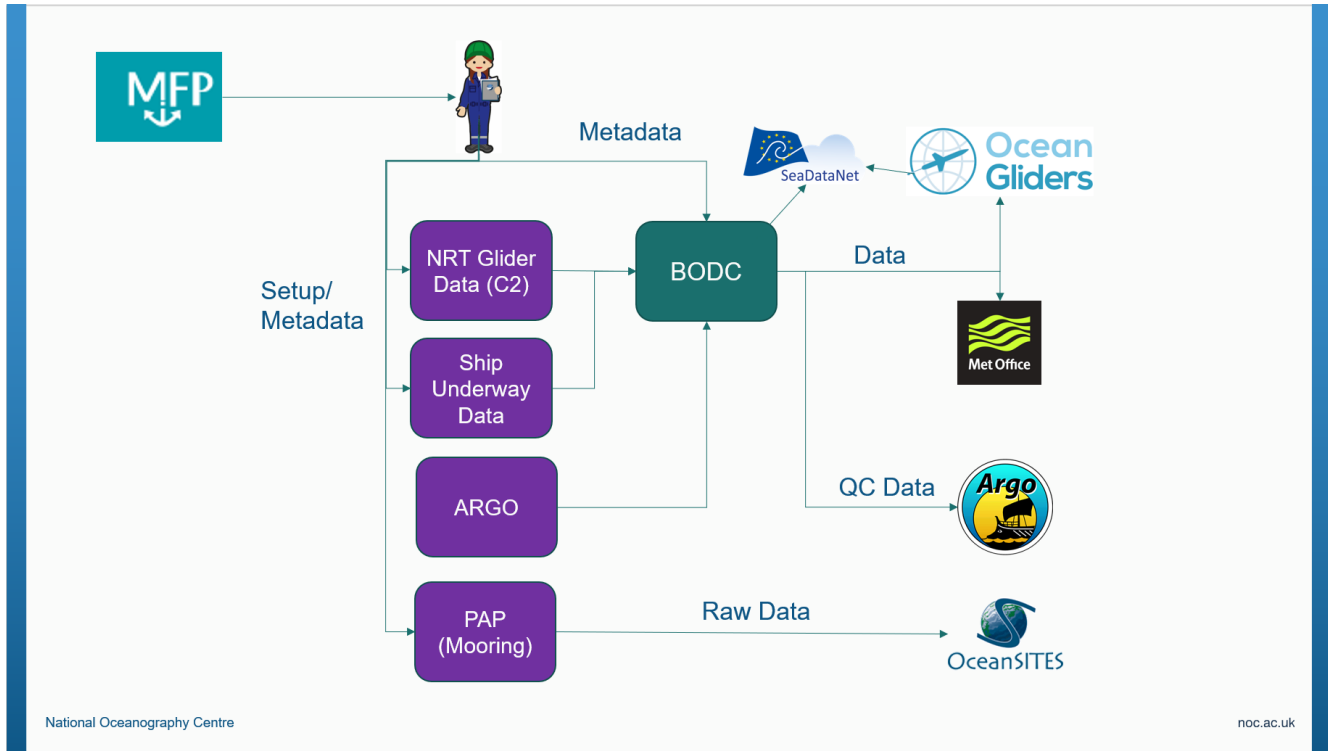 MFP
Metadata
SeaDataNet
Ocean
Gliders
NRT Glider
Data (C2)
BODC
Data
Setup/
Metadata
Met Office
Ship
Underway
Data
ARGO
QC Data
Argo
PAP
(Mooring)
Raw Data
OceanSITES
National Oceanography Centre
noc.ac.uk